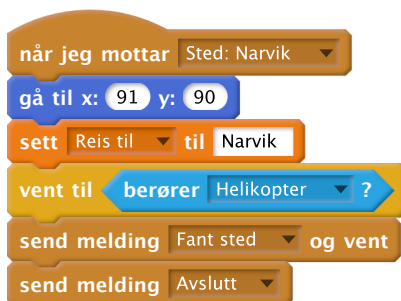 når jeg mottar Sted: Narvik
gå til x: 91 y: 90
sett Reis til til Narvik
vent til berører Helikopter ?
send melding Fant sted og vent
send melding Avslutt